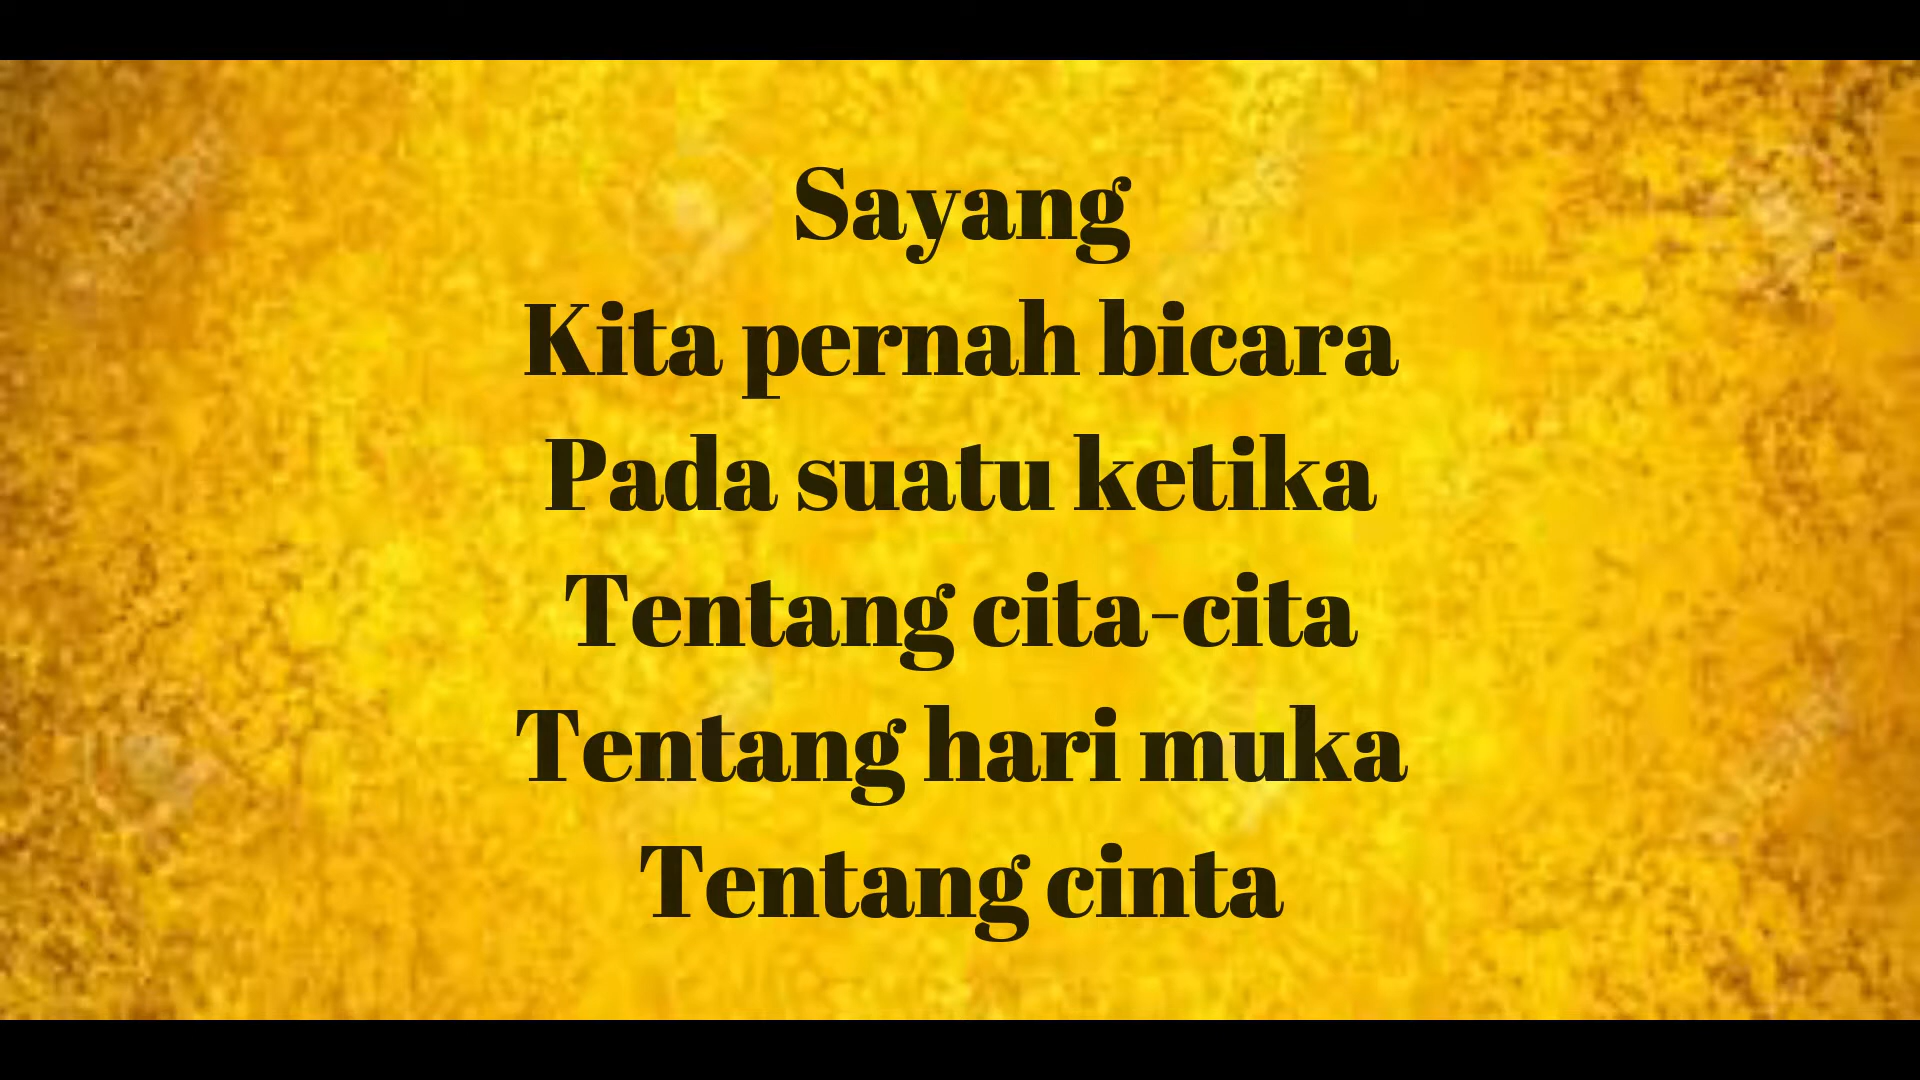 Sayang
Kita pernah bicara
Pada suatu ketika
Tentang cita-cita
Tentang hari muka
Tentang cinta